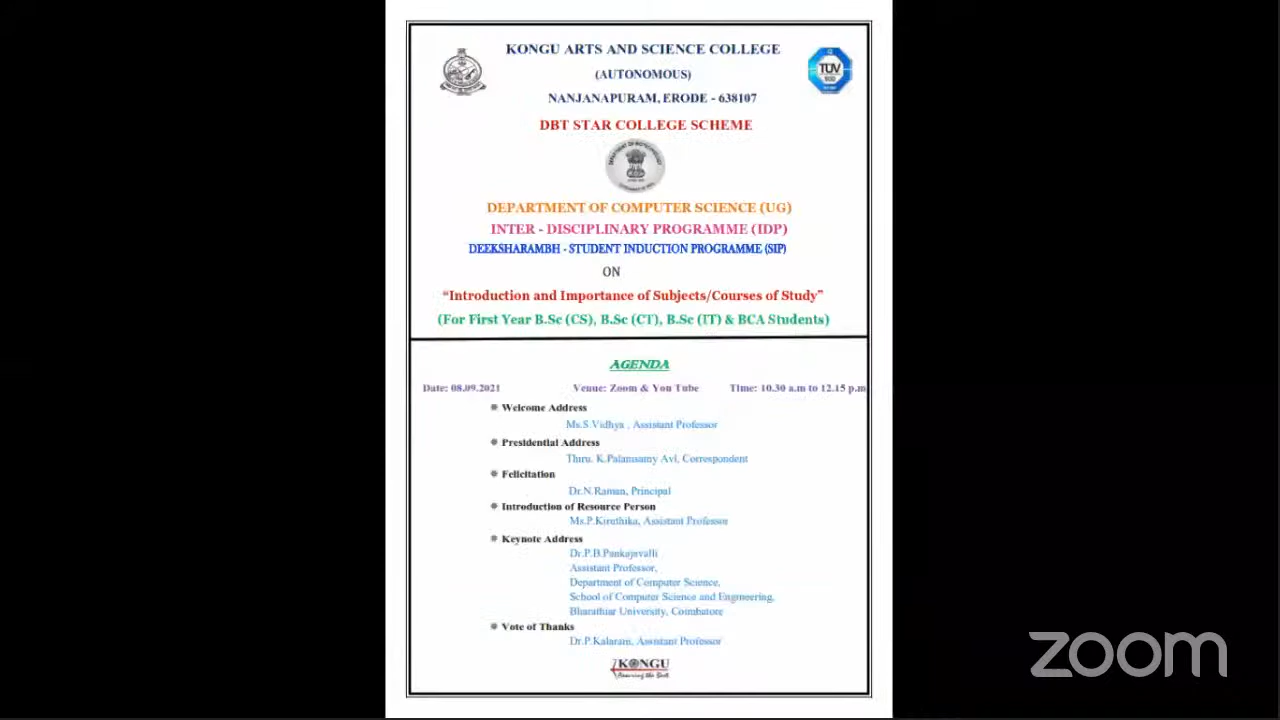 KONGU ARTS AND SCIENCE COLLEGE
(AUTONOMOUS)
NANJANAPURAM, ERODE - 638107
DBT STAR COLLEGE SCHEME
TUV
DEPARTMENT OF COMPUTER SCIENCE (UG)
INTER - DISCIPLINARY PROGRAMME (IDP)
DEEKSHARAMBH - STUDENT INDUCTION PROGRAMME (SIP)
ON
“Introduction and Importance of Subjects/Courses of Study”
(For First Year B.Sc (CS), B.Sc (CT), B.Sc (IT) & BCA Students)
AGENDA
Date: 08.09.2021 Venue: Zoom & You Tube Time: 10.30 a.m to 12.15 p.m
Welcome Address
Ms.S.Vidhya , Assistant Professor
Presidential Address
Thiru. K.Palanisamy Avl, Correspondent
Felicitation
Dr.N.Raman, Principal
Introduction of Resource Person
Ms.P.Kiruthika, Assistant Professor
Keynote Address
Dr.P.B.Pankajavalli
Assistant Professor,
Department of Computer Science,
School of Computer Science and Engineering,
Bharathiar University, Coimbatore
Vote of Thanks
Dr.P.Kalarani, Assistant Professor
KONGU
zoom